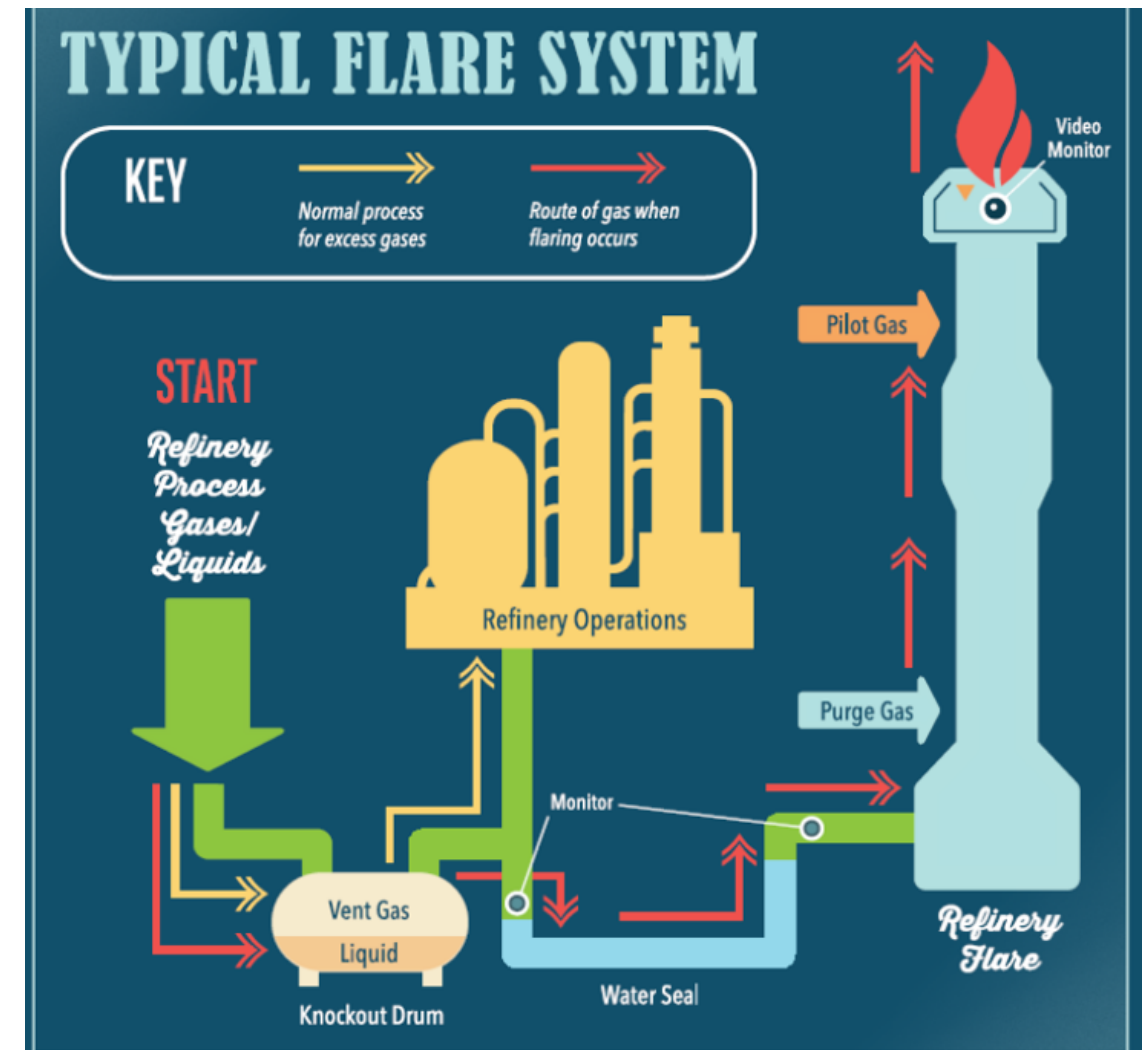 TYPICAL FLARE SYSTEM
KEY
Normal process
for excess gases
Route of gas when
flaring occurs
Video
Monitor
Pilot Gas
START
Refinery
Process
Gases/
Liquids
Refinery Operations
Purge Gas
Monitor
Vent Gas
Liquid
Knockout Drum
Water Seal
Refinery
Flare